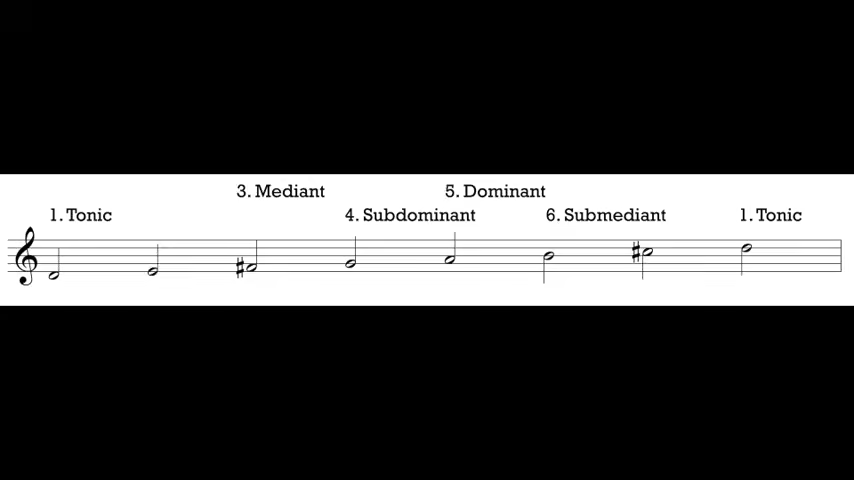 3. Mediant 5. Dominant
1. Tonic 4. Subdominant 6. Submediant 1. Tonic